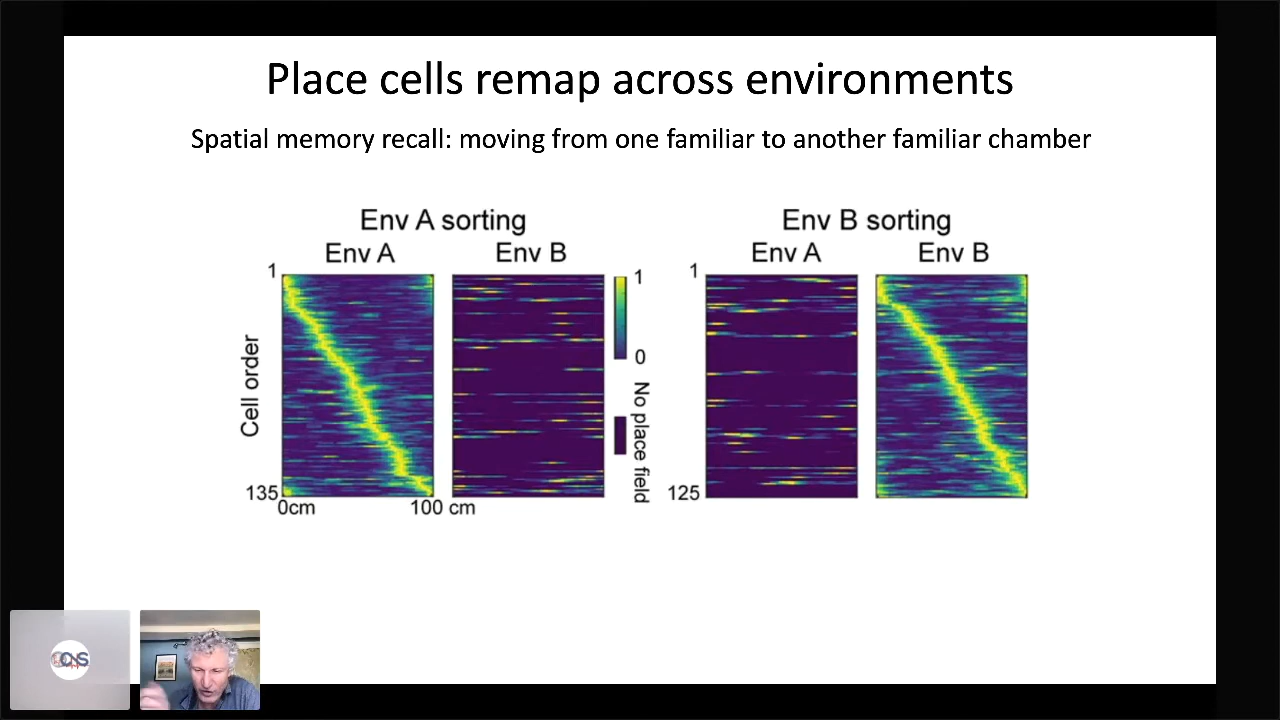 Place cells remap across environments
Spatial memory recall: moving from one familiar to another familiar chamber
Env A sorting
Env A
Env B
1
135
Cell order
0cm
100 cm
1
0
No place field
Env B sorting
Env A
Env B
1
125